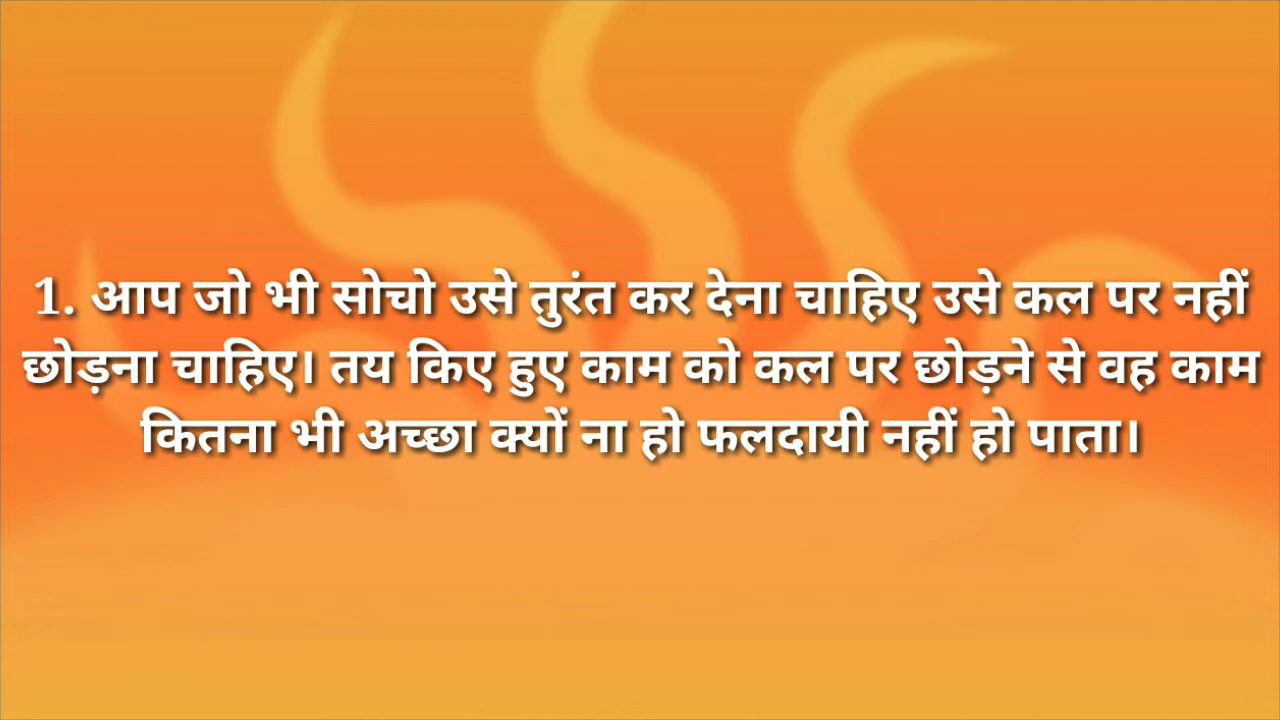 1. आप जो भी सोचो उसे तुरंत कर देना चाहिए उसे कल पर नहीं
छोड़ना चाहिए। तय किए हुए काम को कल पर छोड़ने से वह काम
कितना भी अच्छा क्यों ना हो फलदायी नहीं हो पाता।